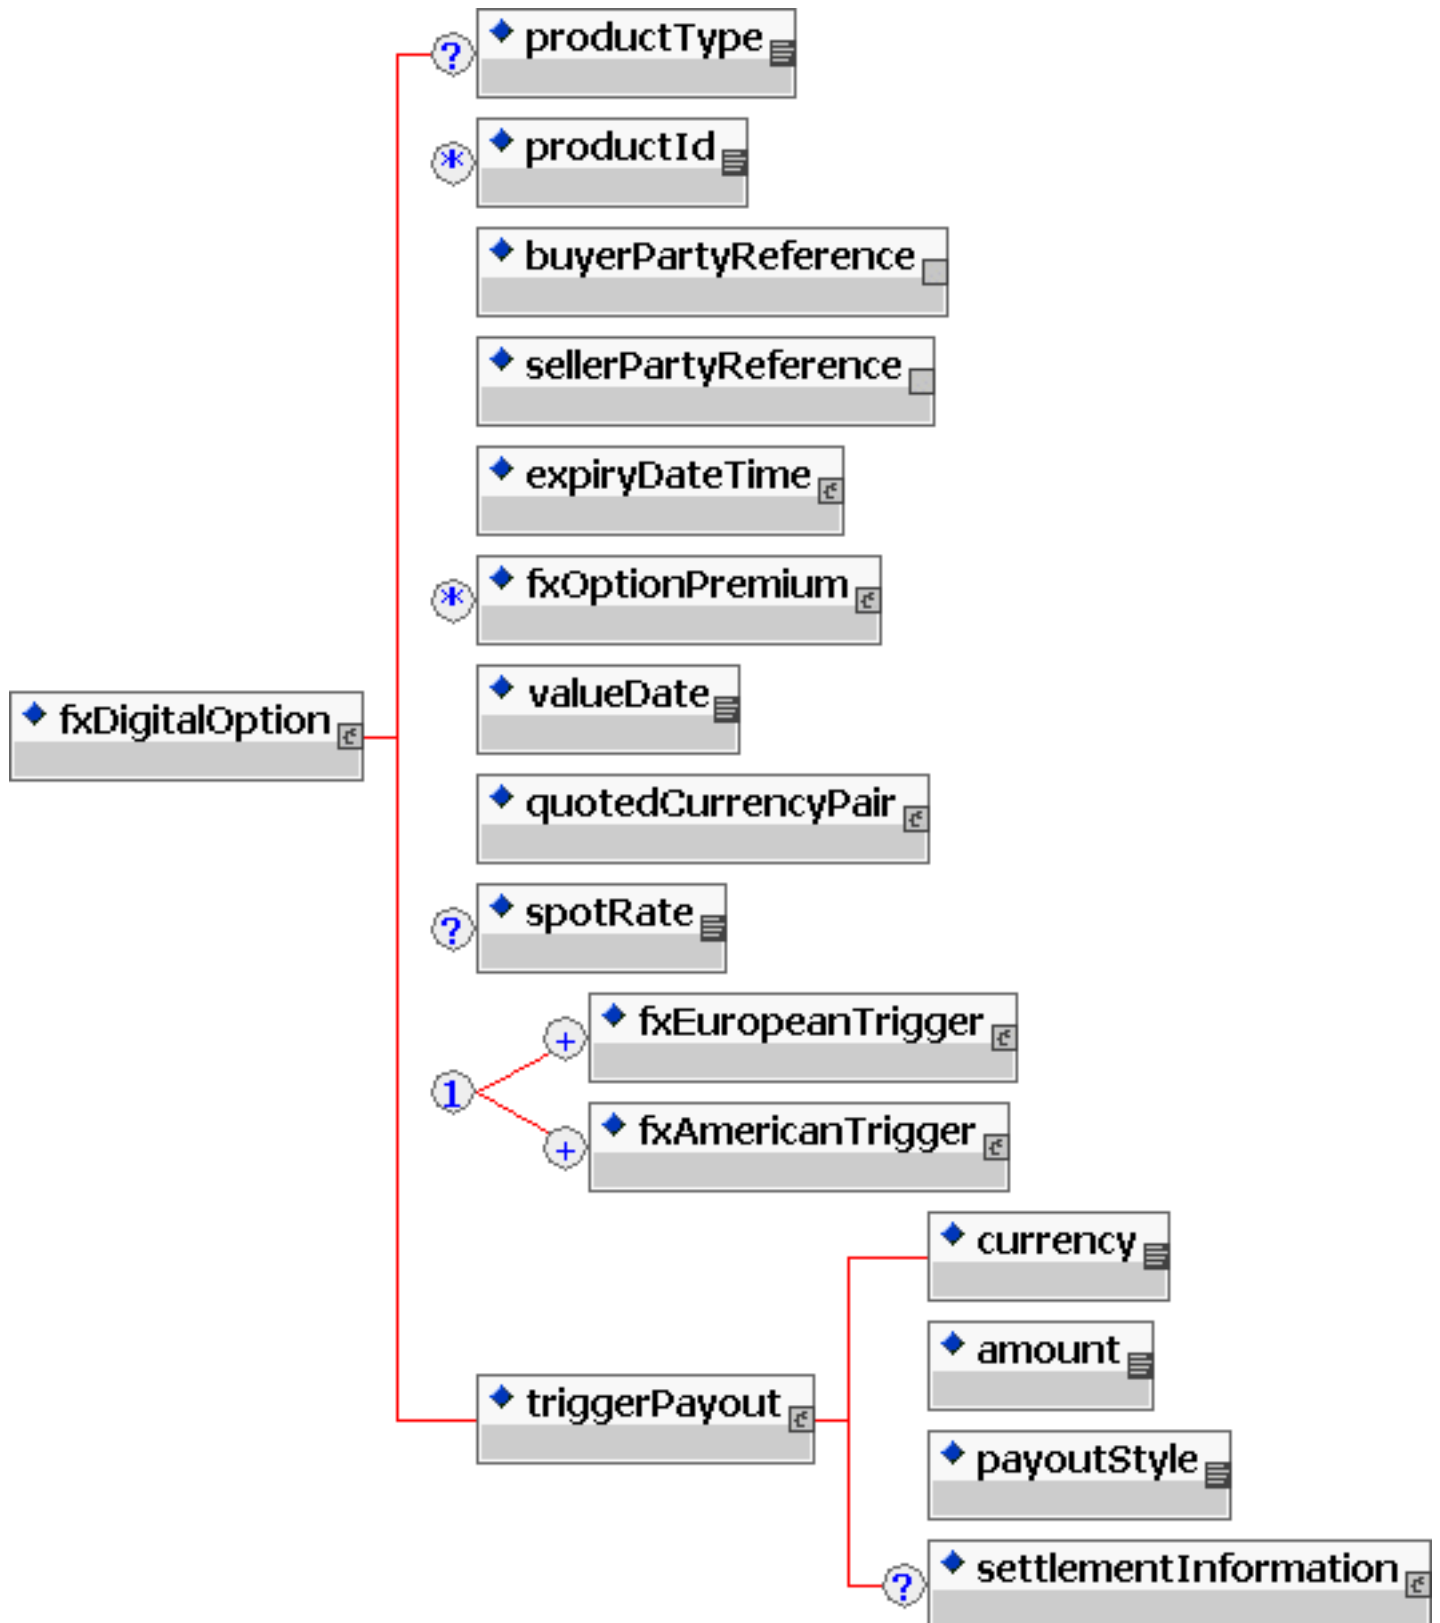 ? productType
* productId
buyerPartyReference
sellerPartyReference
expiryDateTime
* fxOptionPremium
valueDate
fxDigitalOption
quotedCurrencyPair
? spotRate
+ fxEuropeanTrigger
1
+ fxAmericanTrigger
currency
amount
triggerPayout
payoutStyle
? settlementInformation